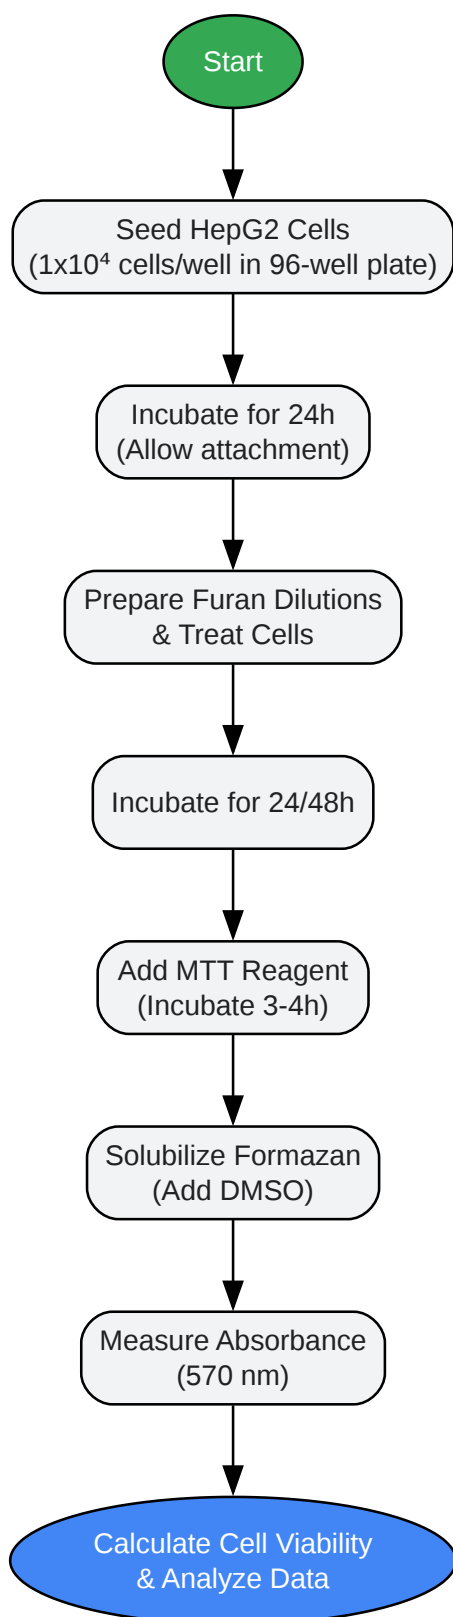 Start
Seed HepG2 Cells
(1x10⁴ cells/well in 96-well plate)
Incubate for 24h
(Allow attachment)
Prepare Furan Dilutions
& Treat Cells
Incubate for 24/48h
Add MTT Reagent
(Incubate 3-4h)
Solubilize Formazan
(Add DMSO)
Measure Absorbance
(570 nm)
Calculate Cell Viability
& Analyze Data